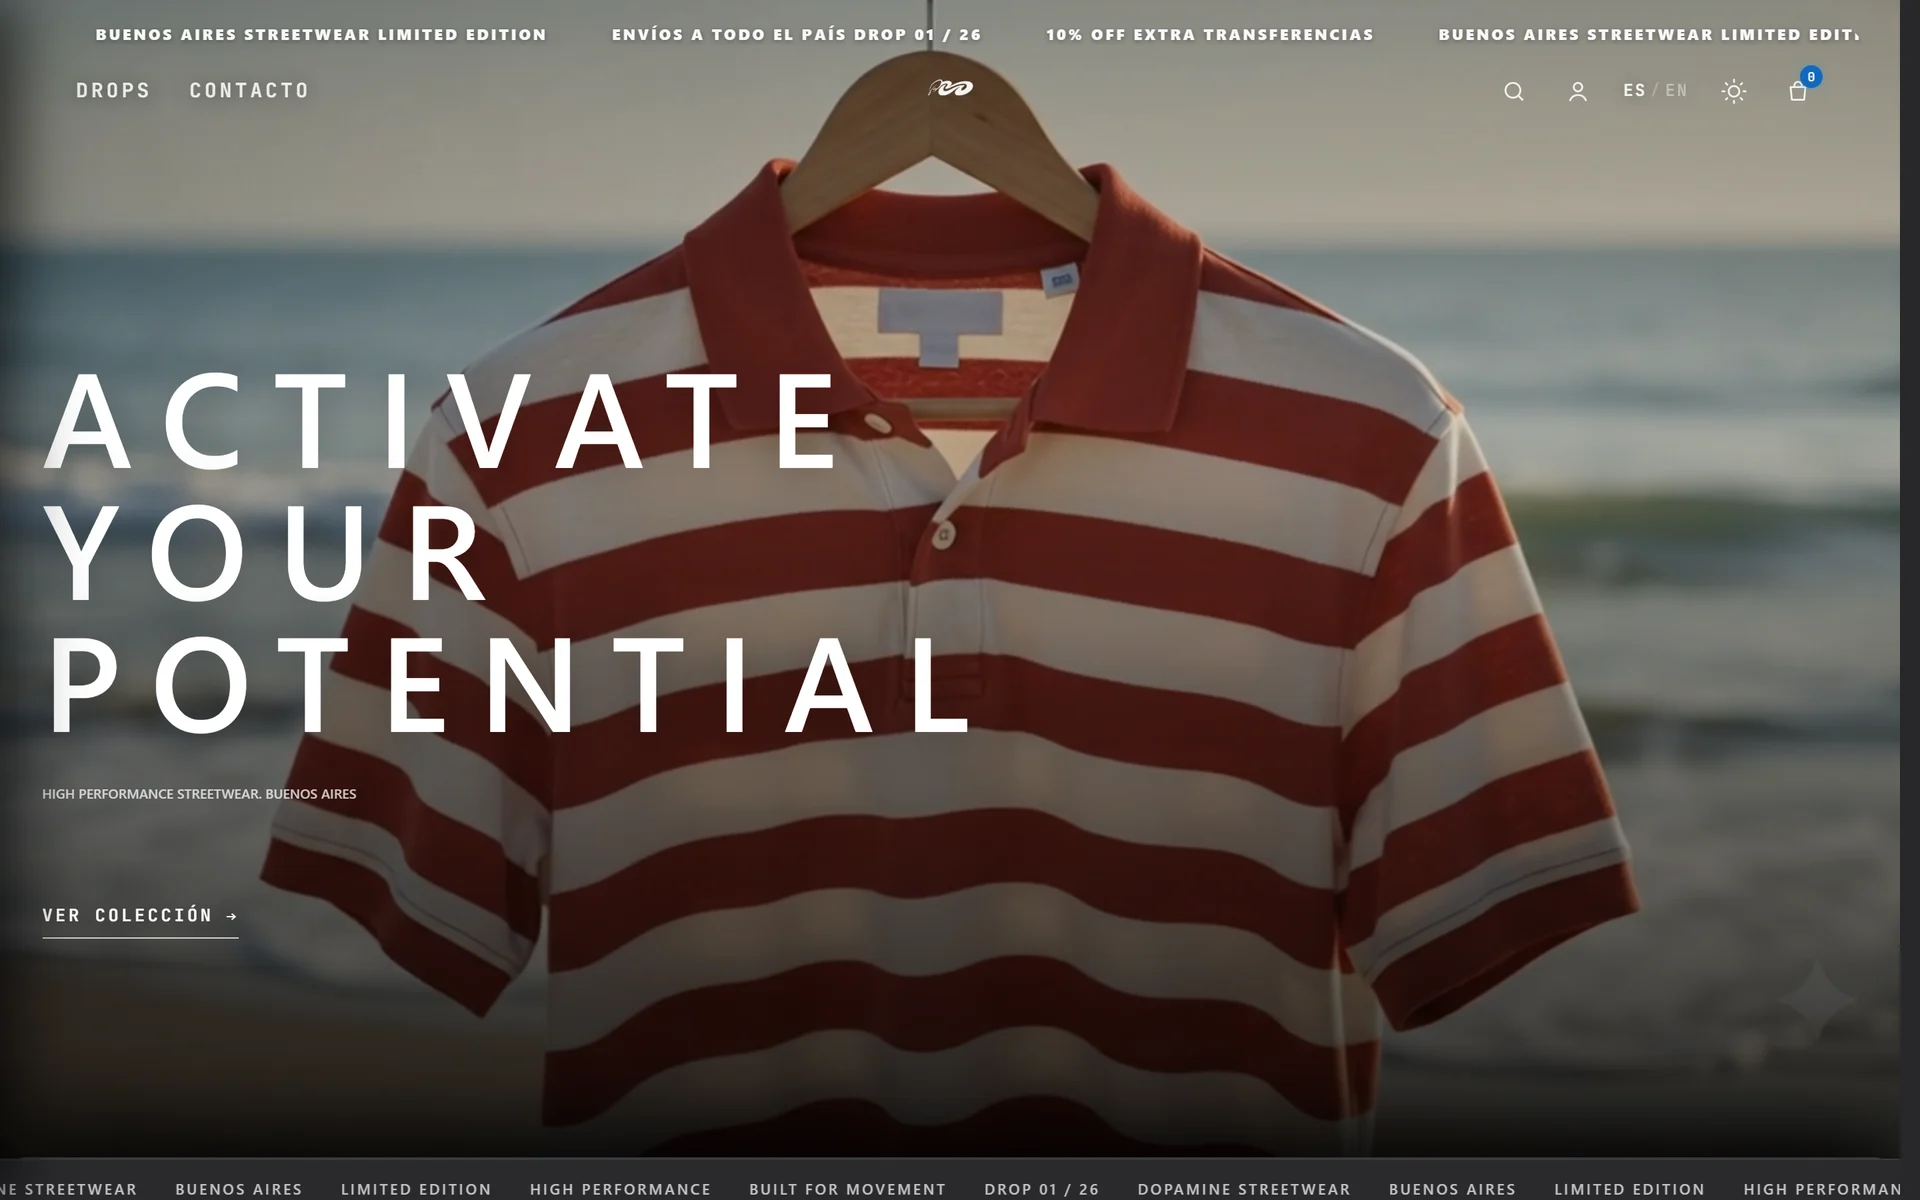 BUENOS AIRES STREETWEAR LIMITED EDITION ENVÍOS A TODO EL PAÍS DROP 01 / 26 10% OFF EXTRA TRANSFERENCIAS BUENOS AIRES STREETWEAR LIMITED
DROPS CONTACTO ES / EN 0
ACTIVATE
YOUR
POTENTIAL
HIGH PERFORMANCE STREETWEAR. BUENOS AIRES
VER COLECCIÓN →
STREETWEAR BUENOS AIRES LIMITED EDITION HIGH PERFORMANCE BUILT FOR MOVEMENT DROP 01 / 26 DOPAMINE STREETWEAR BUENOS AIRES LIMITED EDITION HIGH